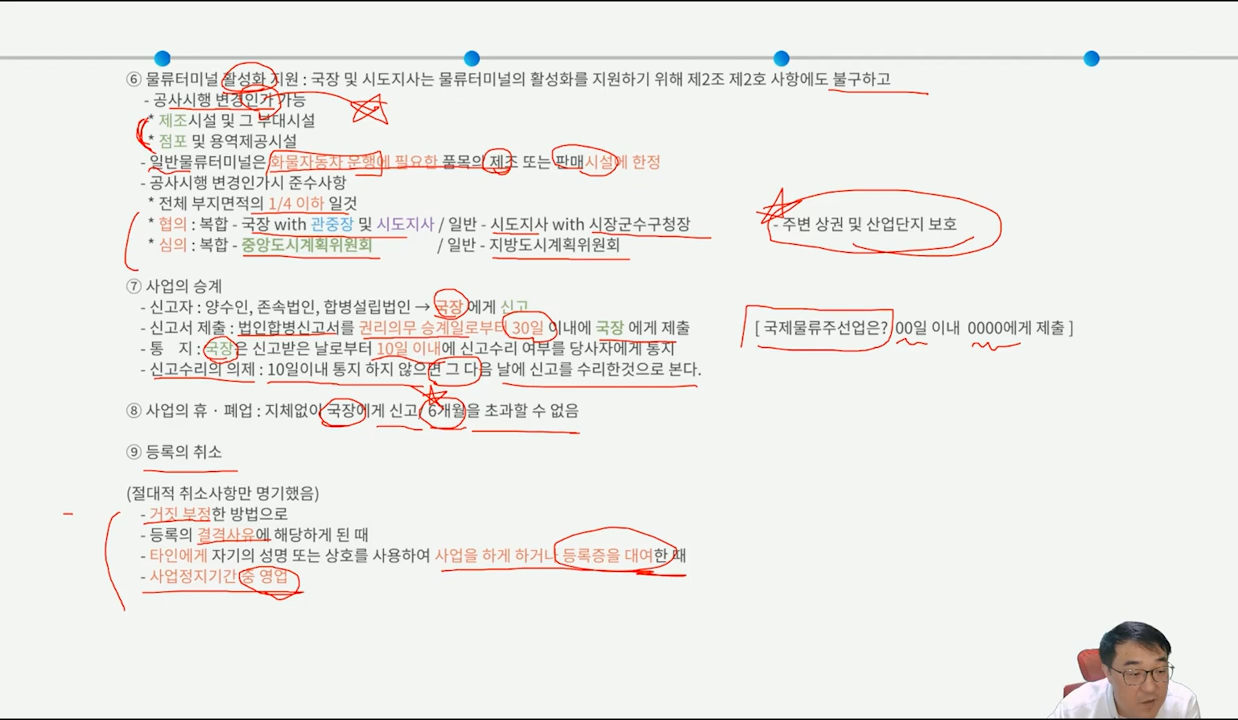 ⑥ 물류터미널 활성화 지원 : 국장 및 시도지사는 물류터미널의 활성화를 지원하기 위해 제2조 제2호 사항에도 불구하고
- 공사시행 변경인가 가능
* 제조시설 및 그 부대시설
* 점포 및 용역제공시설
- 일반물류터미널은 화물자동차 운행에 필요한 품목의 제조 또는 판매시설에 한정
- 공사시행 변경인가시 준수사항
* 전체 부지면적의 1/4 이하 일것
* 협의 : 복합 - 국장 with 관중장 및 시도지사 / 일반 - 시도지사 with 시장군수구청장
- 주변 상권 및 산업단지 보호
* 심의 : 복합 - 중앙도시계획위원회 / 일반 - 지방도시계획위원회
⑦ 사업의 승계
- 신고자 : 양수인, 존속법인, 합병설립법인 → 국장 에게 신고
- 신고서 제출 : 법인합병신고서를 권리의무 승계일로부터 30일 이내에 국장 에게 제출
[ 국제물류주선업은? 00일 이내 0000에게 제출 ]
- 통 지 : 국장은 신고받은 날로부터 10일 이내에 신고수리 여부를 당사자에게 통지
- 신고수리의 의제 : 10일이내 통지 하지 않으면 그 다음 날에 신고를 수리한것으로 본다.
⑧ 사업의 휴 · 폐업 : 지체없이 국장에게 신고, 6개월을 초과할 수 없음
⑨ 등록의 취소
(절대적 취소사항만 명기했음)
- 거짓 부정한 방법으로
- 등록의 결격사유에 해당하게 된 때
- 타인에게 자기의 성명 또는 상호를 사용하여 사업을 하게 하거나 등록증을 대여한 때
- 사업정지기간 중 영업